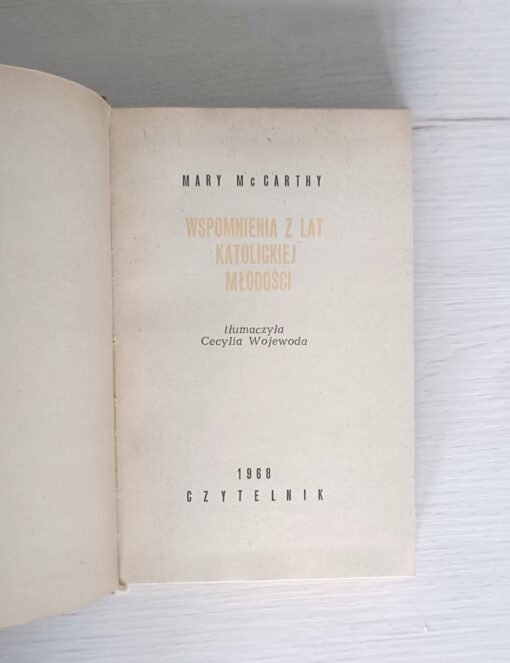 MARY McCARTHY
WSPOMNIENIA Z LAT
KATOLICKIEJ
MŁODOŚCI
tłumaczyła
Cecylia Wojewoda
1968
CZYTELNIK